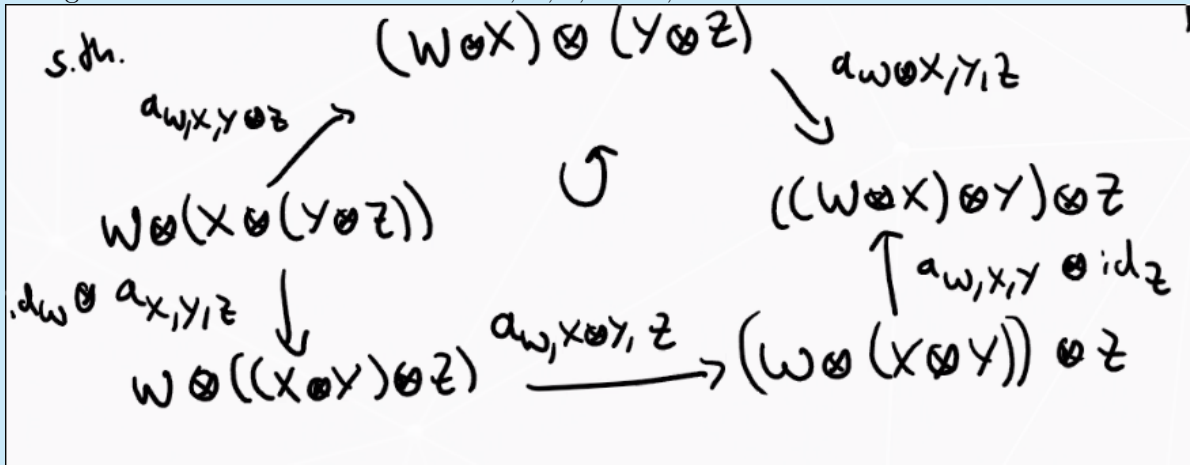 (W⊗X)⊗(Y⊗Z)
s.th.
a_{W,X,Y⊗Z}
a_{W⊗X,Y,Z}
W⊗(X⊗(Y⊗Z))
((W⊗X)⊗Y)⊗Z
id_W ⊗ a_{X,Y,Z}
a_{W,X,Y} ⊗ id_Z
a_{W,X⊗Y,Z}
W⊗((X⊗Y)⊗Z)
(W⊗(X⊗Y))⊗Z